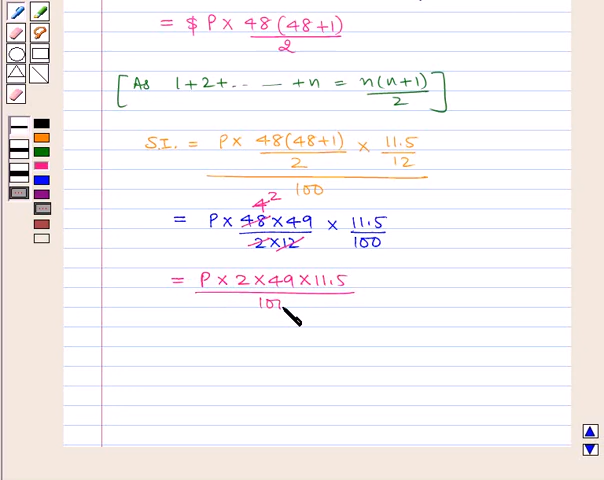 = $ P × 48(48+1)/2
[As 1+2+......+n = n(n+1)/2]
S.I. = (P × 48(48+1)/2 × 11.5/12)/100
= P × 48×49/2×12 × 11.5/100 4 2
= P × 2 × 49 × 11.5/100